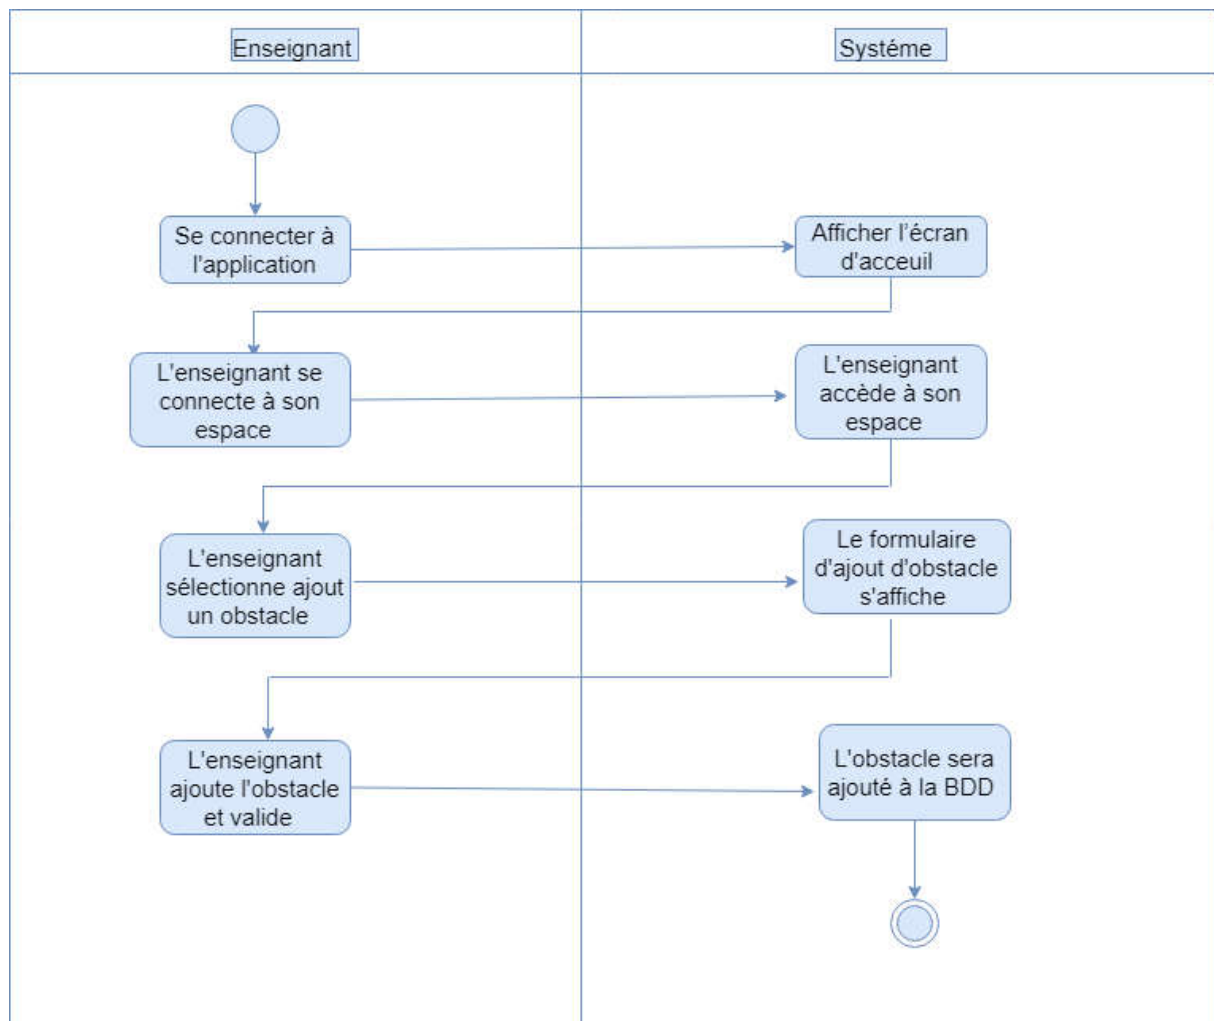 Enseignant
Systéme
Se connecter à
l'application
Afficher l'écran
d'acceuil
L'enseignant se
connecte à son
espace
L'enseignant
accède à son
espace
L'enseignant
sélectionne ajout
un obstacle
Le formulaire
d'ajout d'obstacle
s'affiche
L'enseignant
ajoute l'obstacle
et valide
L'obstacle sera
ajouté à la BDD